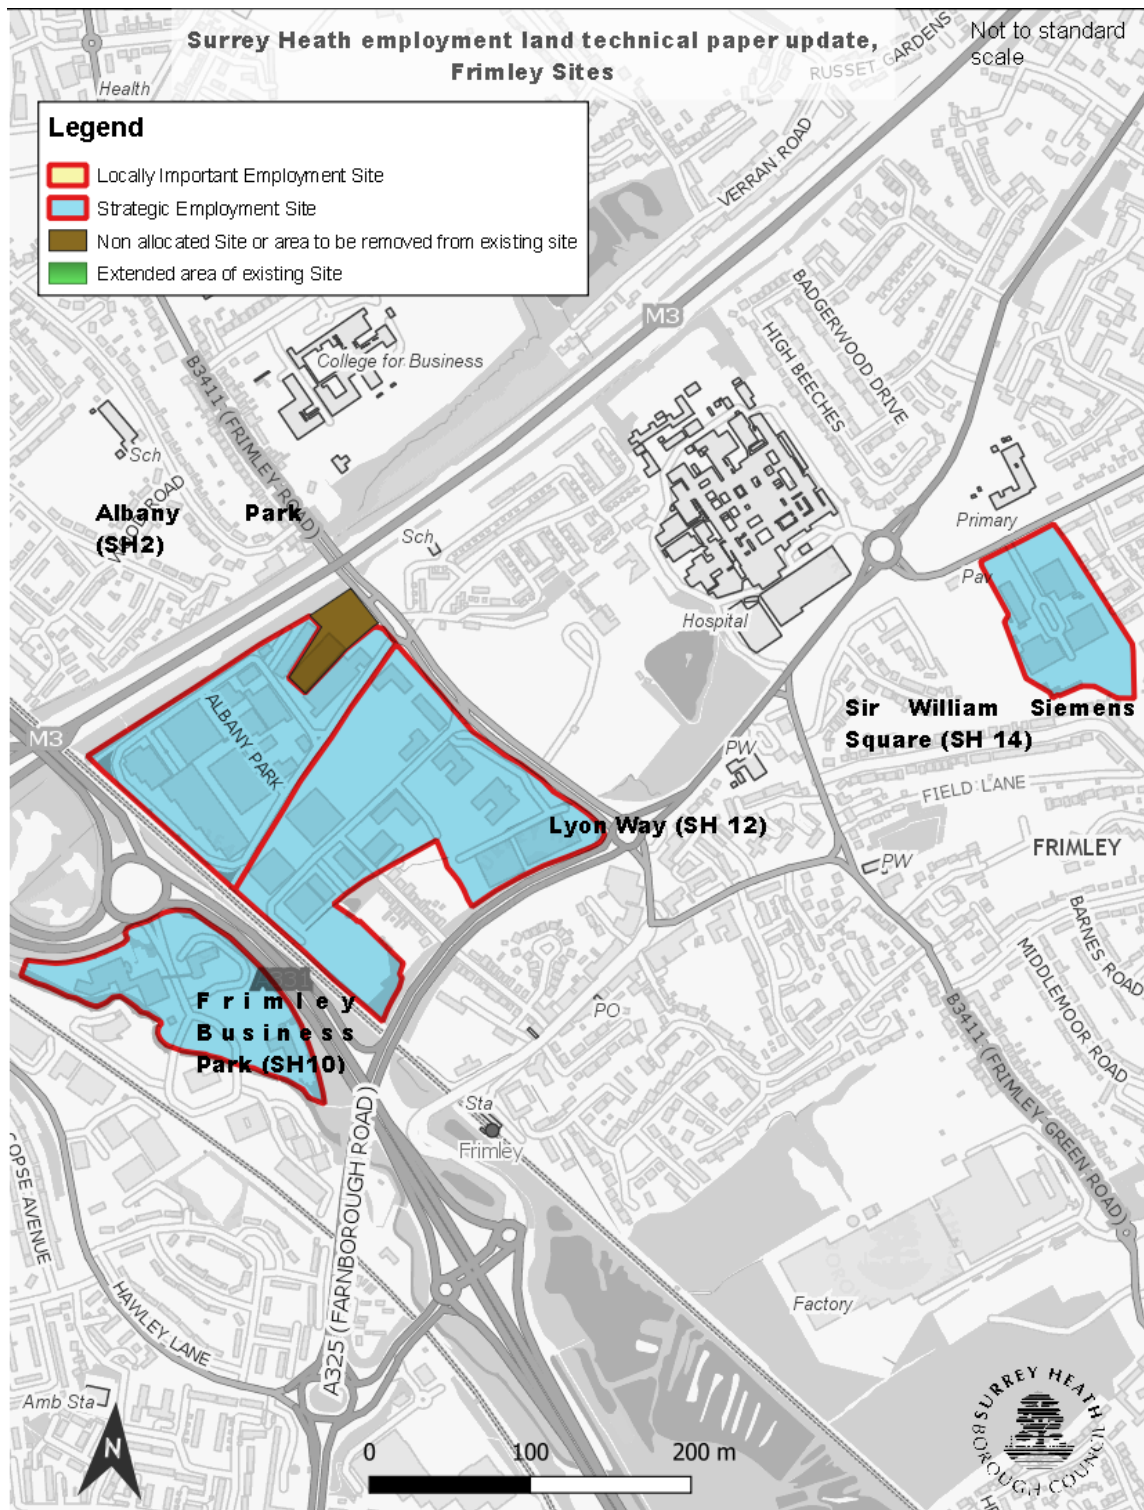 Surrey Heath employment land technical paper update,
Frimley Sites
Not to standard
scale
RUSSET GARDENS
Health
Legend
Locally Important Employment Site
Strategic Employment Site
Non allocated Site or area to be removed from existing site
Extended area of existing Site
VERRAN ROAD
M3
BADGERWOOD DRIVE
HIGH BEECHES
College for Business
B3411 (FRIMLEY ROAD)
Sch
Albany Park
(SH2)
WOOD ROAD
Sch
Primary
Pav
Hospital
ALBANY PARK
M3
Sir William Siemens
Square (SH 14)
PW
FIELD LANE
Lyon Way (SH 12)
FRIMLEY
PW
BARNES ROAD
MIDDLEMOOR ROAD
Frimley
Business
Park (SH10)
PO
B3411 (FRIMLEY GREEN ROAD)
Sta
Frimley
A325 (FARNBOROUGH ROAD)
COPSE AVENUE
HAWLEY LANE
Factory
Amb Sta
N
0 100 200 m
SURREY HEATH
BOROUGH COUNCIL